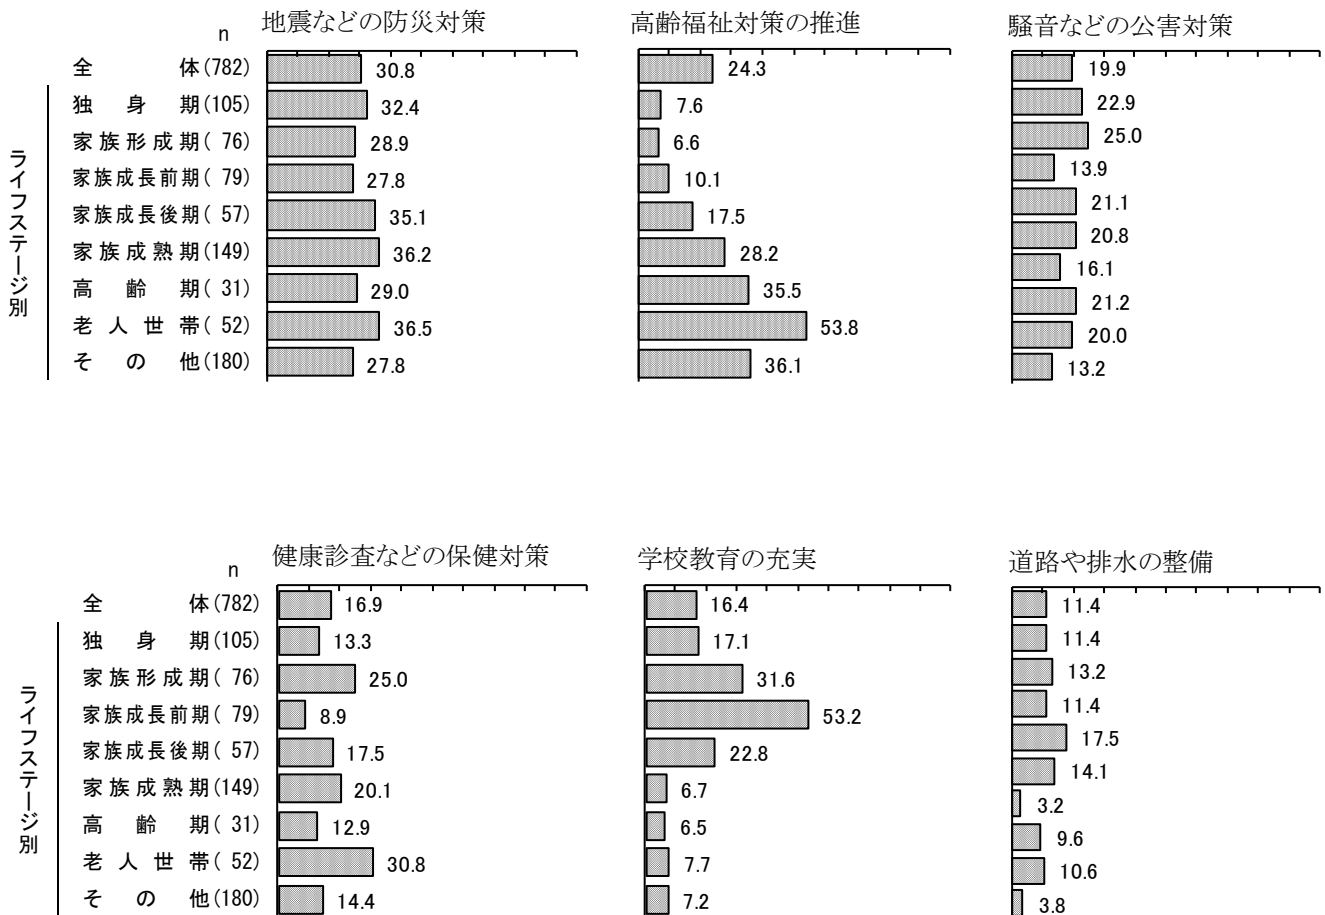 地震などの防災対策 高齢福祉対策の推進 騒音などの公害対策
n
全体(782) 30.8 24.3 19.9
独身期(105) 32.4 7.6 22.9
家族形成期( 76) 28.9 6.6 25.0
家族成長前期( 79) 27.8 10.1 13.9
家族成長後期( 57) 35.1 17.5 21.1
家族成熟期(149) 36.2 28.2 20.8
高齢期( 31) 29.0 35.5 16.1
老人世帯( 52) 36.5 53.8 21.2
その他(180) 27.8 36.1 20.0
13.2
ライフステージ別
健康診査などの保健対策 学校教育の充実 道路や排水の整備
n
全体(782) 16.9 16.4 11.4
独身期(105) 13.3 17.1 11.4
家族形成期( 76) 25.0 31.6 13.2
家族成長前期( 79) 8.9 53.2 11.4
家族成長後期( 57) 17.5 22.8 17.5
家族成熟期(149) 20.1 6.7 14.1
高齢期( 31) 12.9 6.5 3.2
老人世帯( 52) 30.8 7.7 9.6
その他(180) 14.4 7.2 10.6
3.8
ライフステージ別